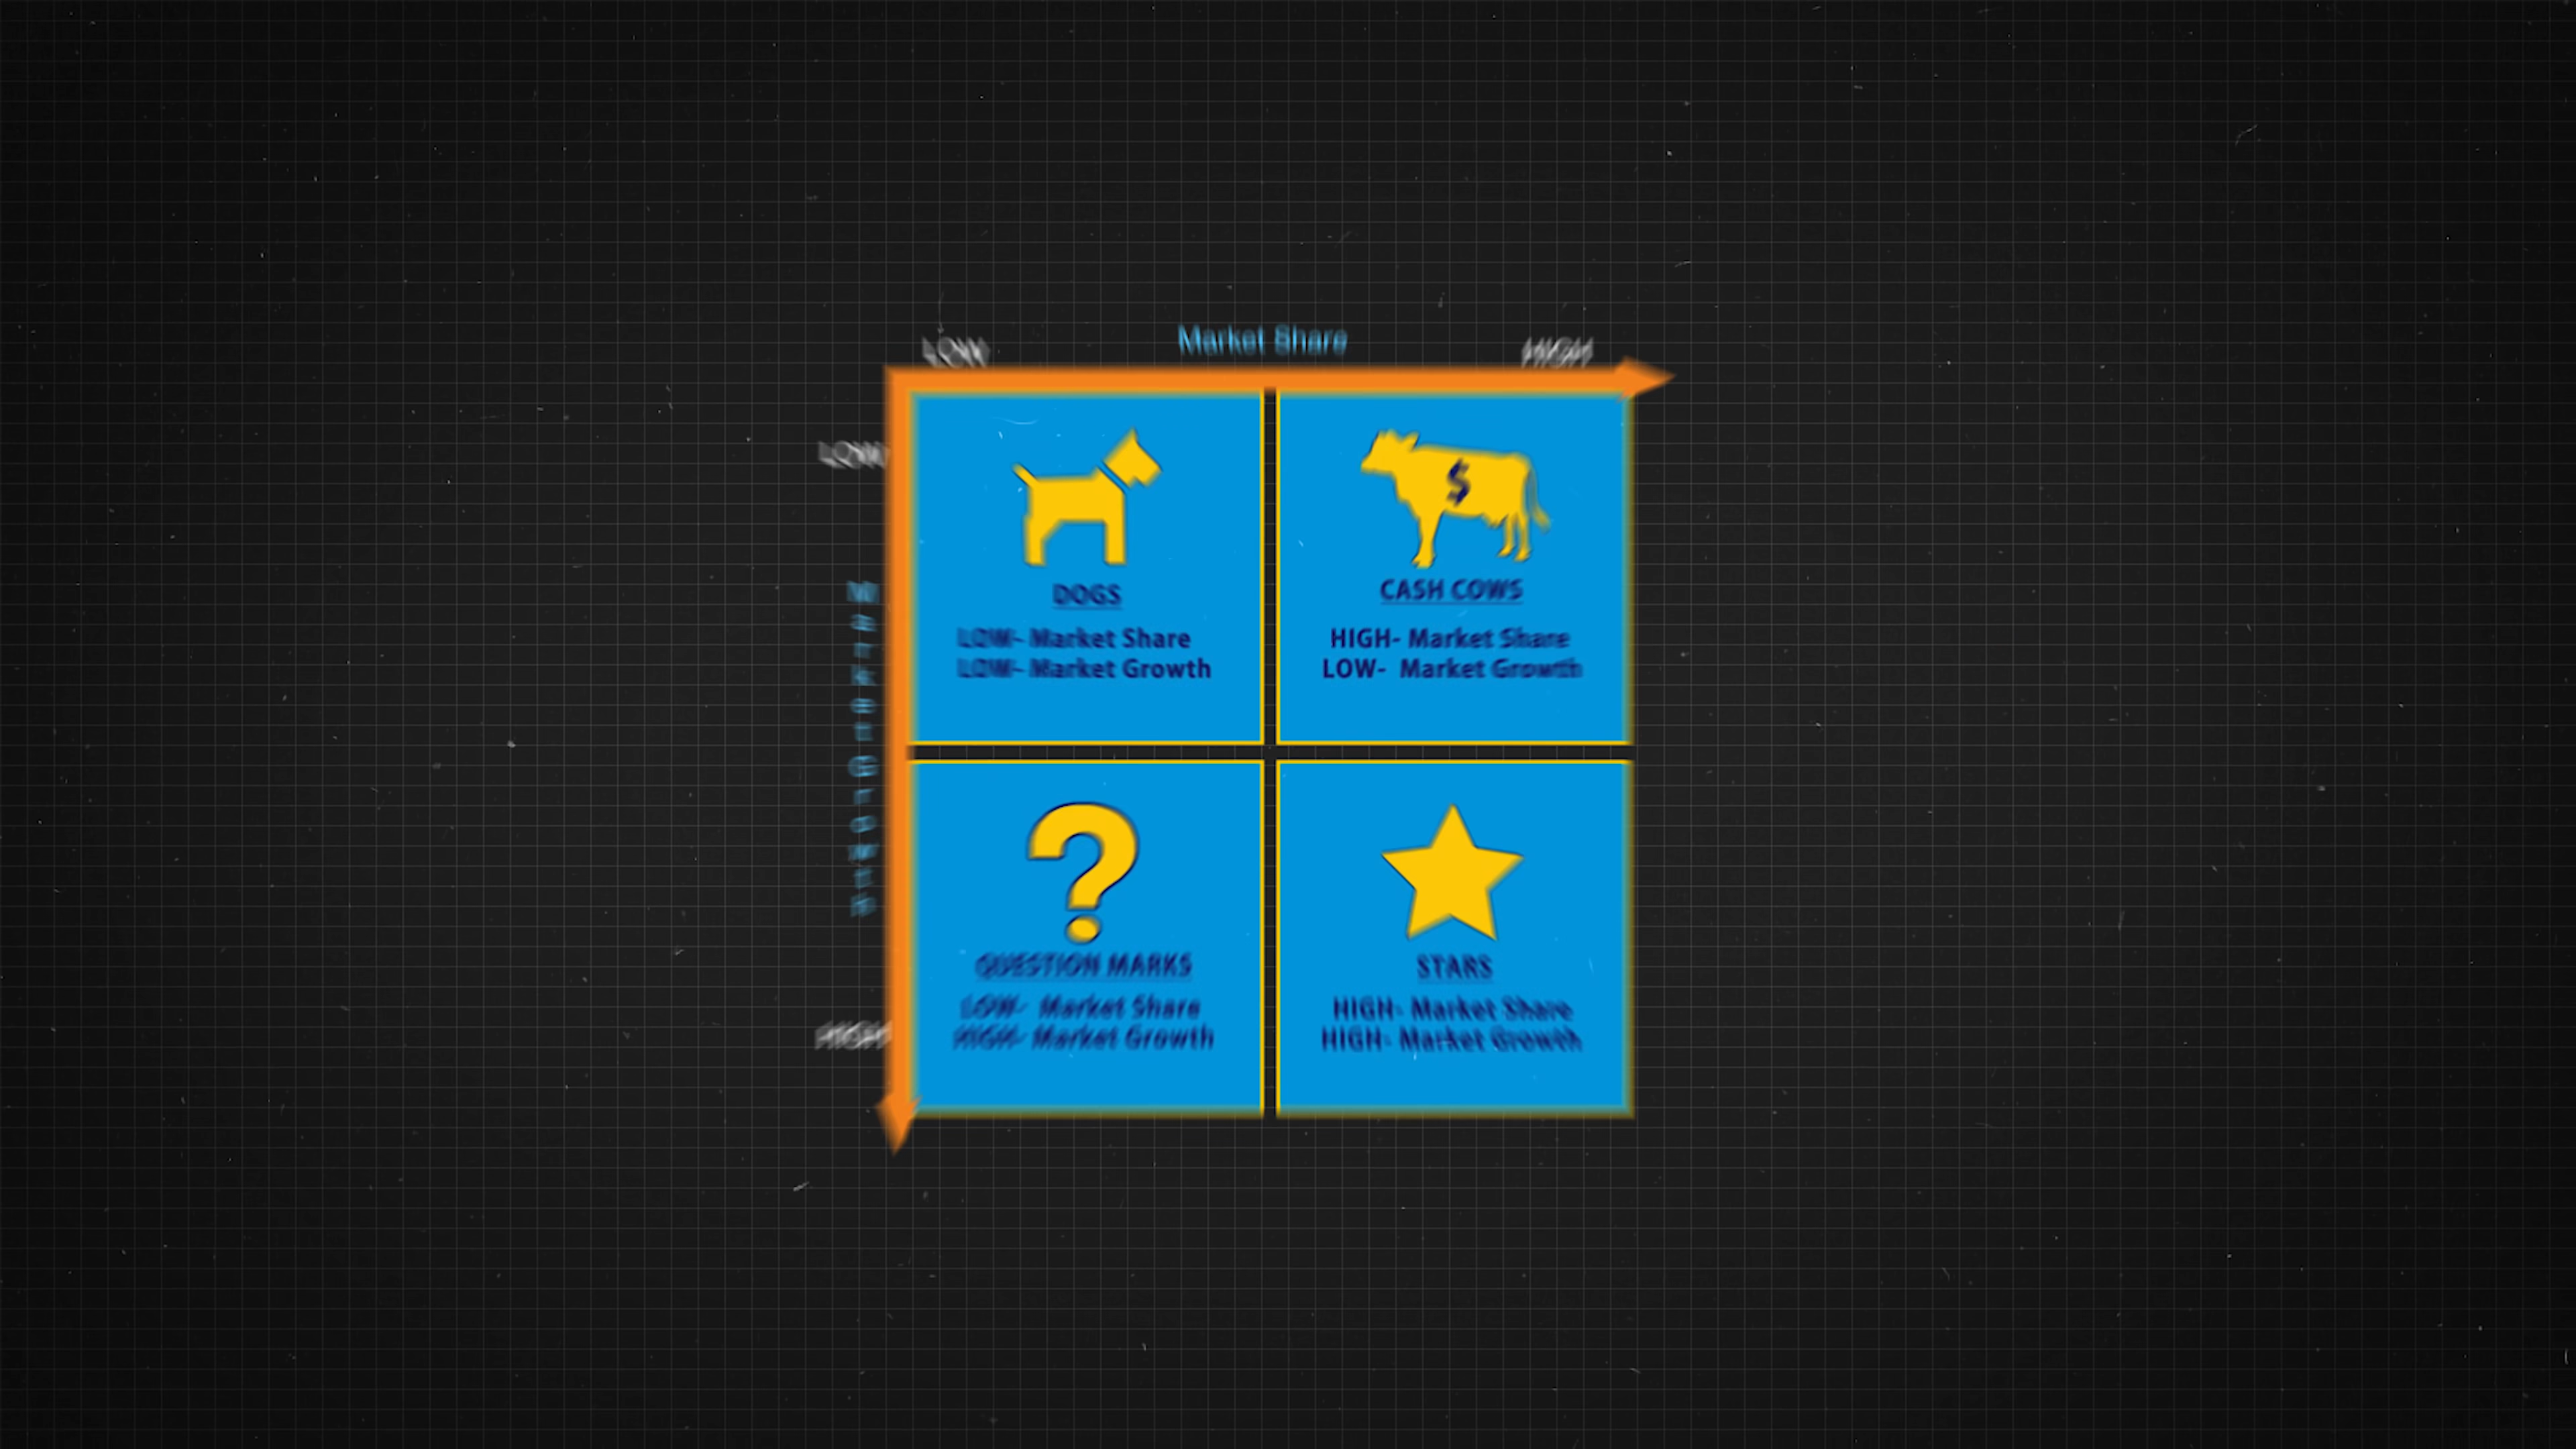 Market Share
LOW
HIGH
LOW
Market Growth
HIGH
DOGS
LOW- Market Share
LOW- Market Growth
$
CASH COWS
HIGH- Market Share
LOW- Market Growth
QUESTION MARKS
LOW- Market Share
HIGH- Market Growth
STARS
HIGH- Market Share
HIGH- Market Growth